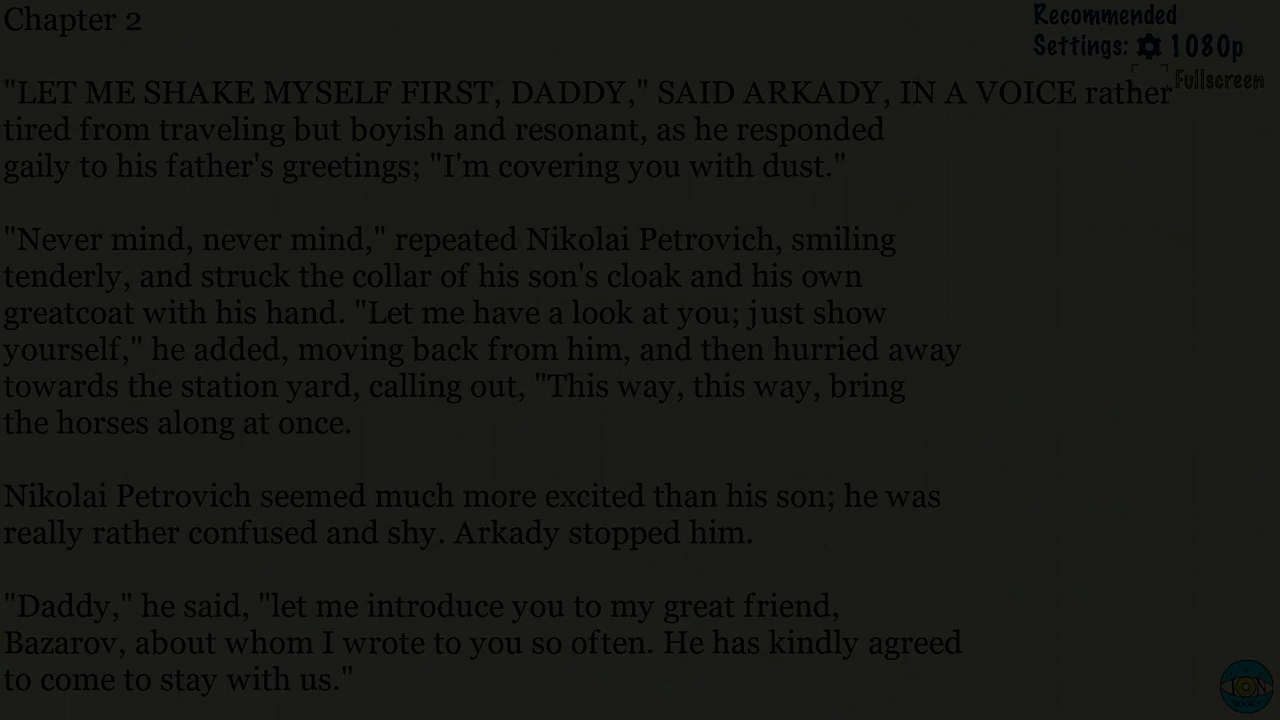 Chapter 2
"LET ME SHAKE MYSELF FIRST, DADDY," SAID ARKADY, IN A VOICE rather
tired from traveling but boyish and resonant, as he responded
gaily to his father's greetings; "I'm covering you with dust."
"Never mind, never mind," repeated Nikolai Petrovich, smiling
tenderly, and struck the collar of his son's cloak and his own
greatcoat with his hand. "Let me have a look at you; just show
yourself," he added, moving back from him, and then hurried away
towards the station yard, calling out, "This way, this way, bring
the horses along at once.
Nikolai Petrovich seemed much more excited than his son; he was
really rather confused and shy. Arkady stopped him.
"Daddy," he said, "let me introduce you to my great friend,
Bazarov, about whom I wrote to you so often. He has kindly agreed
to come to stay with us."
Recommended
Settings: 1080p
Fullscreen